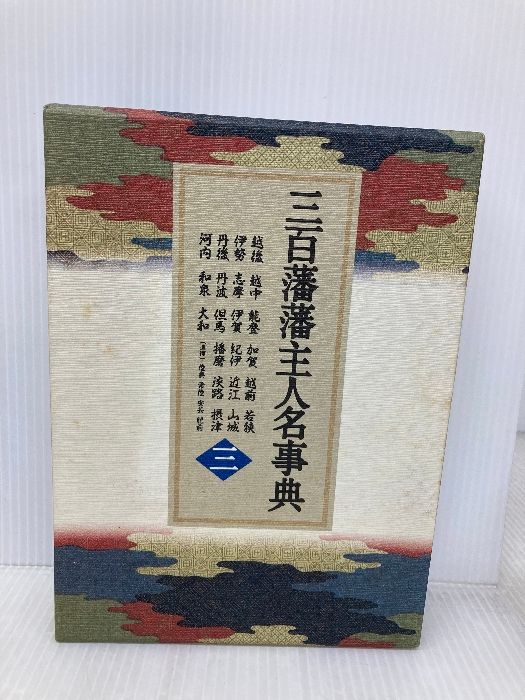 三百藩藩主人名事典
越後 越中 能登 加賀 越前 若狭
伊勢 志摩 伊賀 紀伊 近江 山城
丹後 丹波 但馬 播磨 淡路 摂津
河内 和泉 大和
三